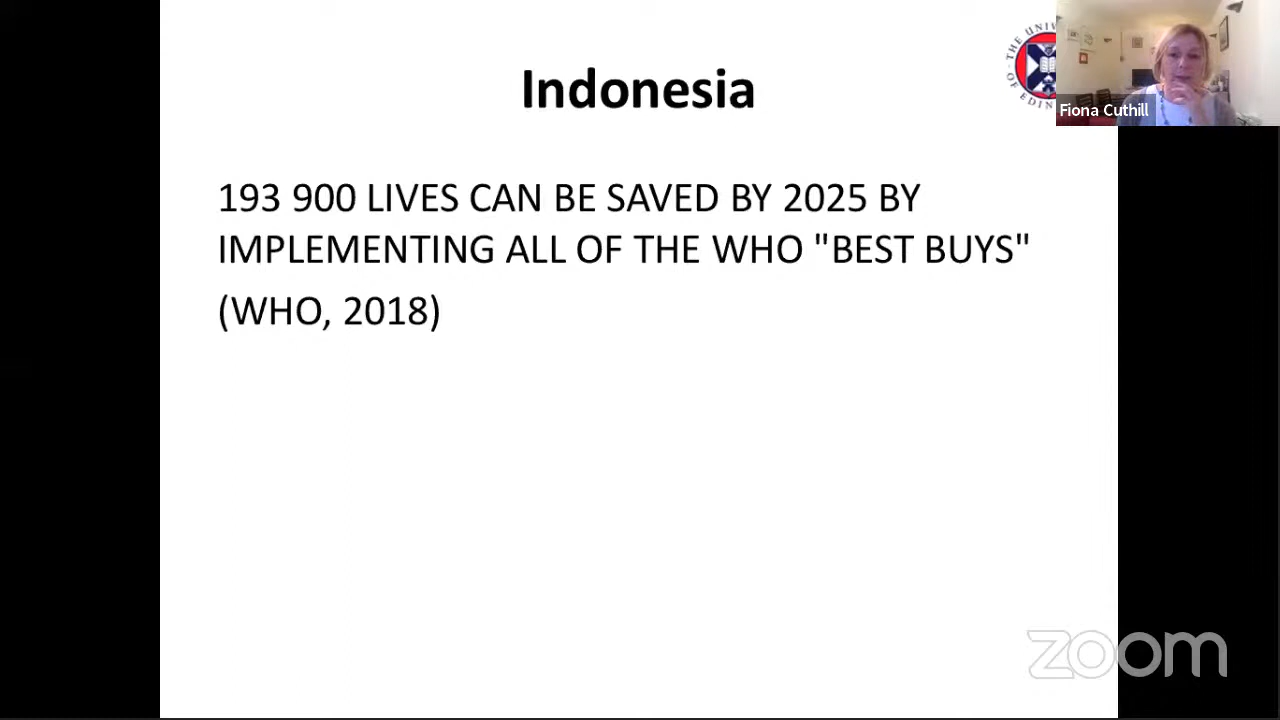 Indonesia
193 900 LIVES CAN BE SAVED BY 2025 BY
IMPLEMENTING ALL OF THE WHO "BEST BUYS"
(WHO, 2018)
Fiona Cuthill
zoom